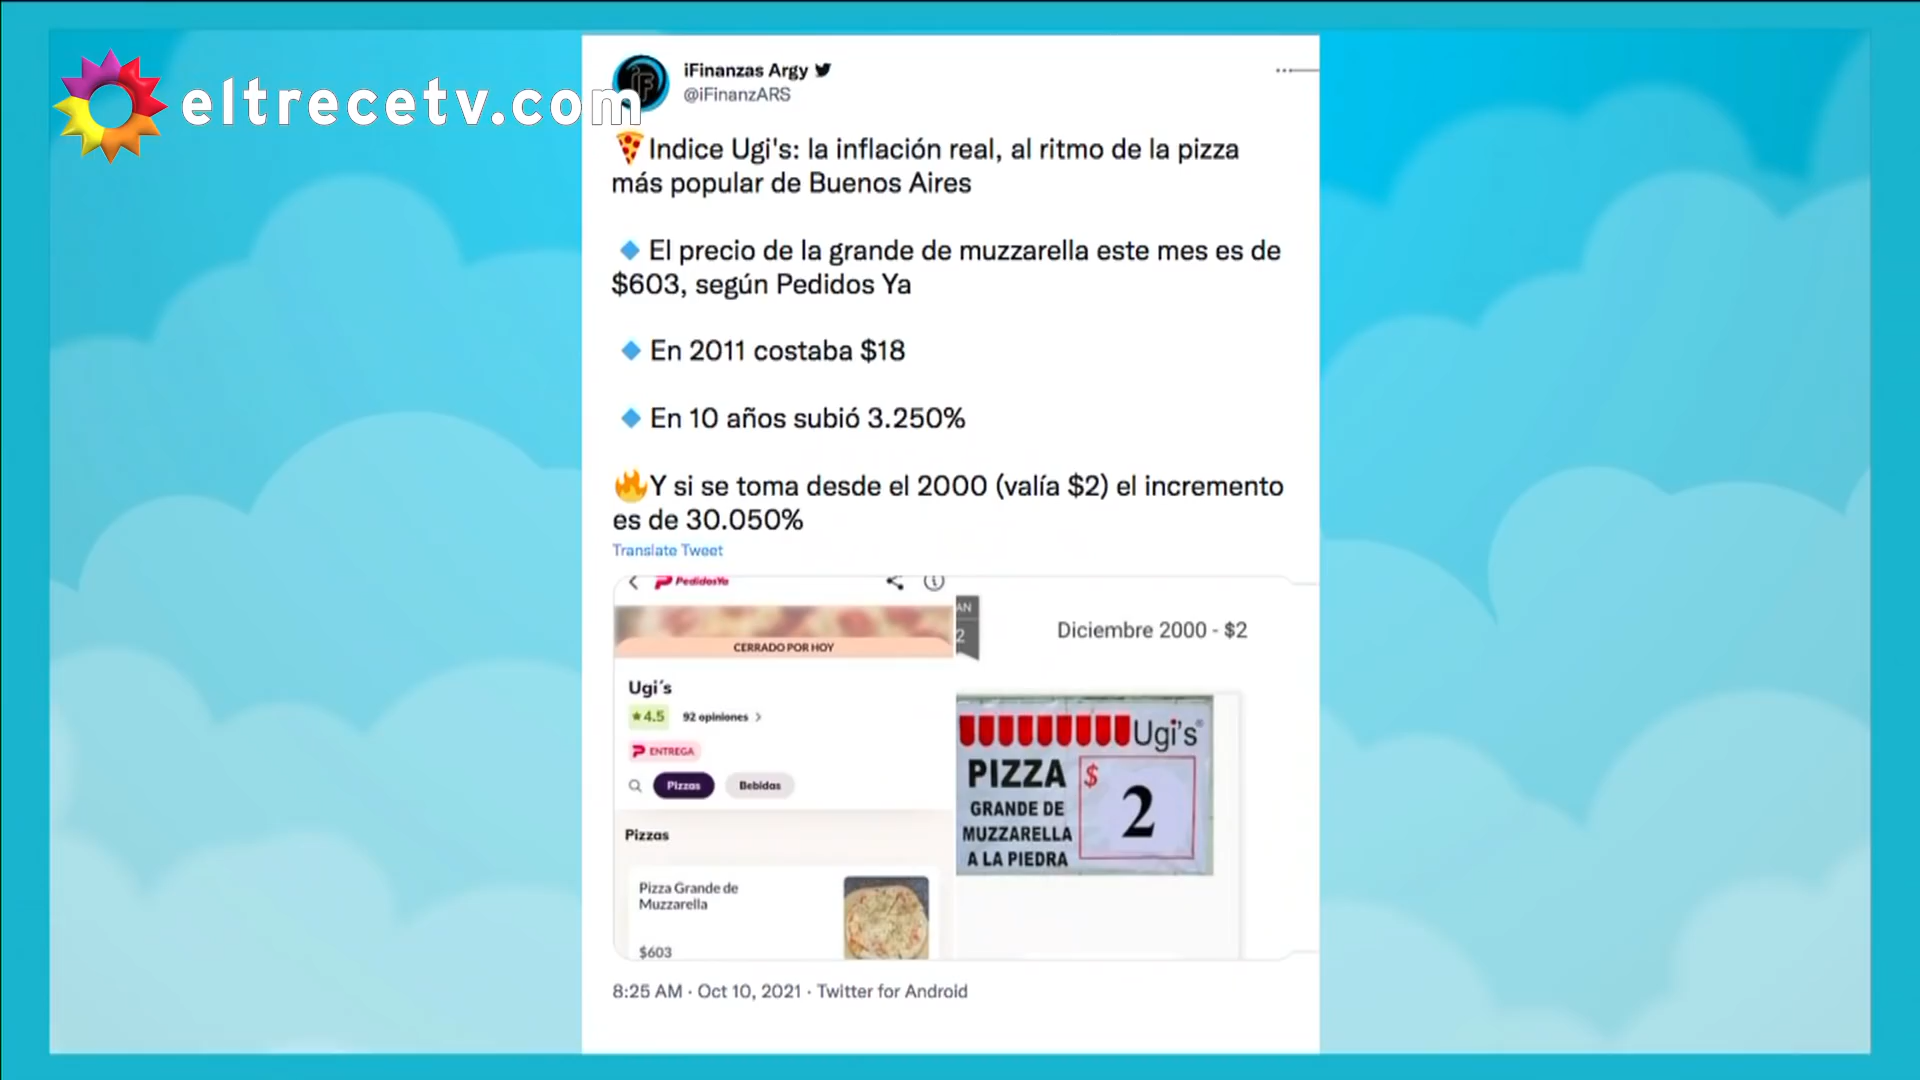 eltrecetv.com
iFinanzas Argy
@iFinanzARS
Indice Ugi's: la inflación real, al ritmo de la pizza
más popular de Buenos Aires
El precio de la grande de muzzarella este mes es de
$603, según Pedidos Ya
En 2011 costaba $18
En 10 años subió 3.250%
Y si se toma desde el 2000 (valía $2) el incremento
es de 30.050%
Translate Tweet
PedidosYa
CERRADO POR HOY
Ugi's
4.5 92 opiniones
ENTREGA
Pizzas Bebidas
Pizzas
Pizza Grande de
Muzzarella
$603
AN
2
Diciembre 2000 - $2
Ugi's®
PIZZA $ 2
GRANDE DE
MUZZARELLA
A LA PIEDRA
8:25 AM · Oct 10, 2021 · Twitter for Android